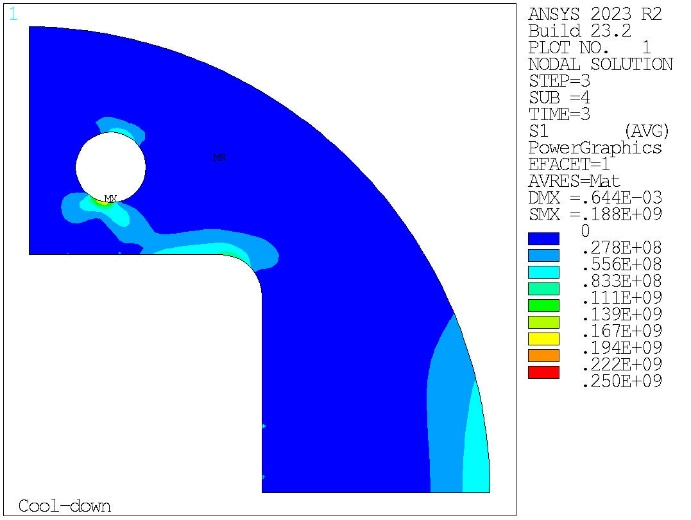 1
ANSYS 2023 R2
Build 23.2
PLOT NO. 1
NODAL SOLUTION
STEP=3
SUB =4
TIME=3
S1 (AVG)
PowerGraphics
EFACET=1
AVRES=Mat
DMX =.644E-03
SMX =.188E+09
0
.278E+08
.556E+08
.833E+08
.111E+09
.139E+09
.167E+09
.194E+09
.222E+09
.250E+09
MN
MX
Cool-down